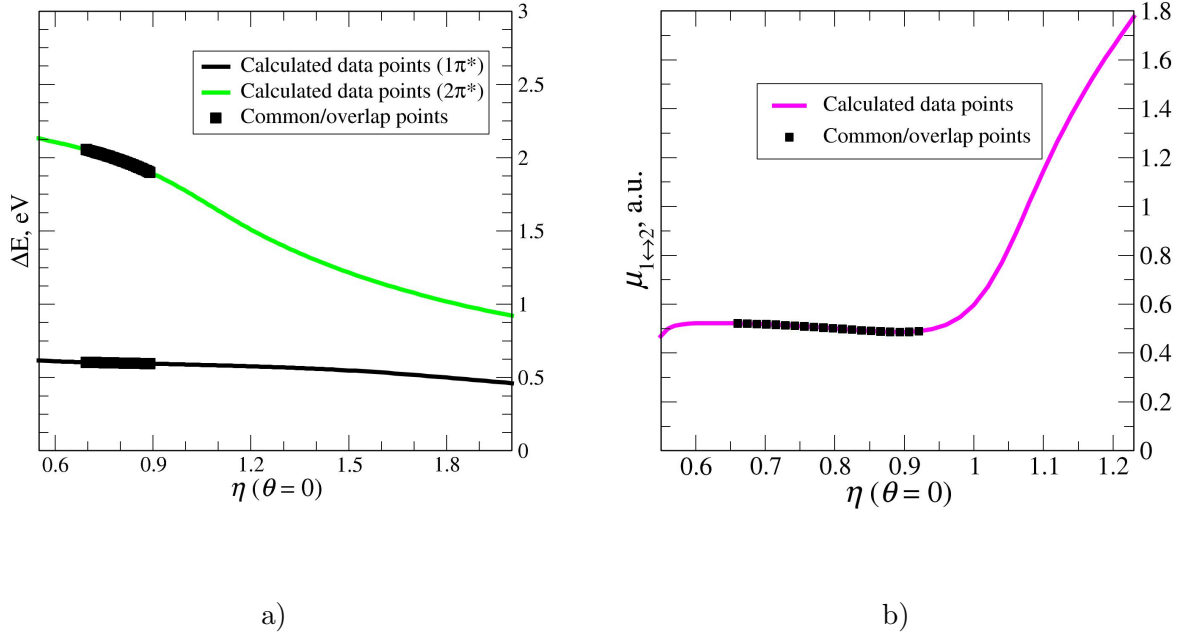 3
2.5
2
1.5
1
0.5
0
ΔE, eV
Calculated data points (1π*)
Calculated data points (2π*)
Common/overlap points
0.6 0.9 1.2 1.5 1.8
η (θ = 0)
a)
1.8
1.6
1.4
1.2
1
0.8
0.6
0.4
0.2
0
μ1↔2, a.u.
Calculated data points
Common/overlap points
0.6 0.7 0.8 0.9 1 1.1 1.2
η (θ = 0)
b)